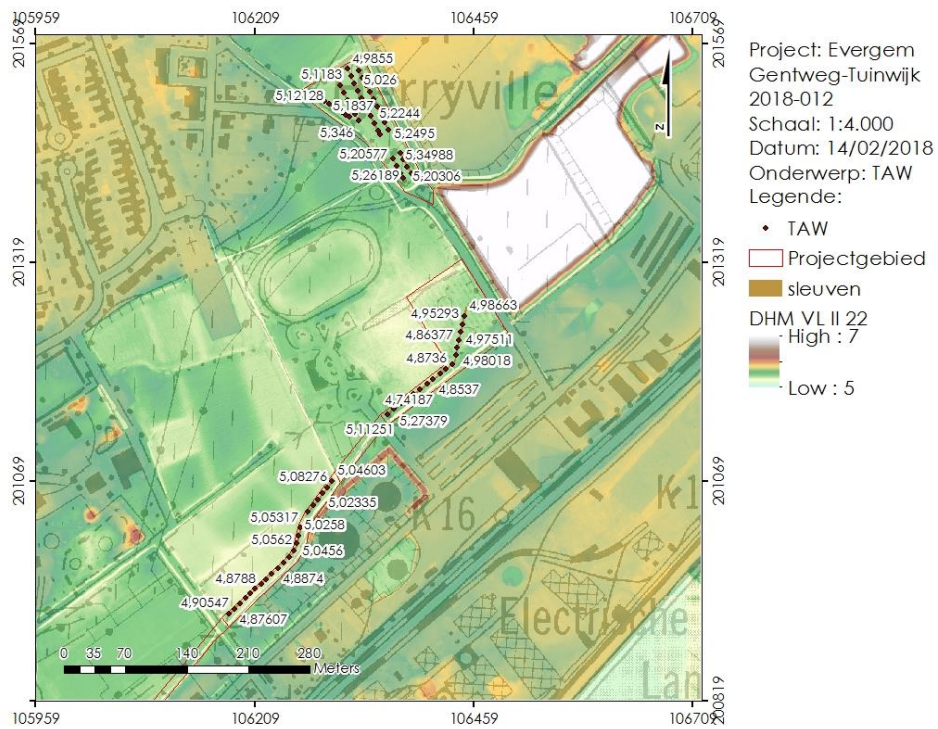 105959 106209 106459 106709
201569
201569
4,9855
5,1183
5,026
5,12128
5,1837
5,2244
5,346
5,2495
5,20577
5,34988
5,26189
5,20306
rryville
201319
201319
4,98663
4,95293
4,86377
4,97511
4,8736
4,98018
4,8537
4,74187
5,27379
5,11251
5,04603
5,08276
201069
201069
5,02335
K 16
K 1
5,05317
5,0258
5,0562
5,0456
4,8788
4,8874
4,90547
4,87607
Electrische
Lan
0 35 70 140 210 280
Meters
200819
200819
105959 106209 106459 106709
Project: Evergem
Gentweg-Tuinwijk
2018-012
Schaal: 1:4.000
Datum: 14/02/2018
Onderwerp: TAW
Legende:
TAW
Projectgebied
sleuven
DHM VL II 22
High : 7
Low : 5
N